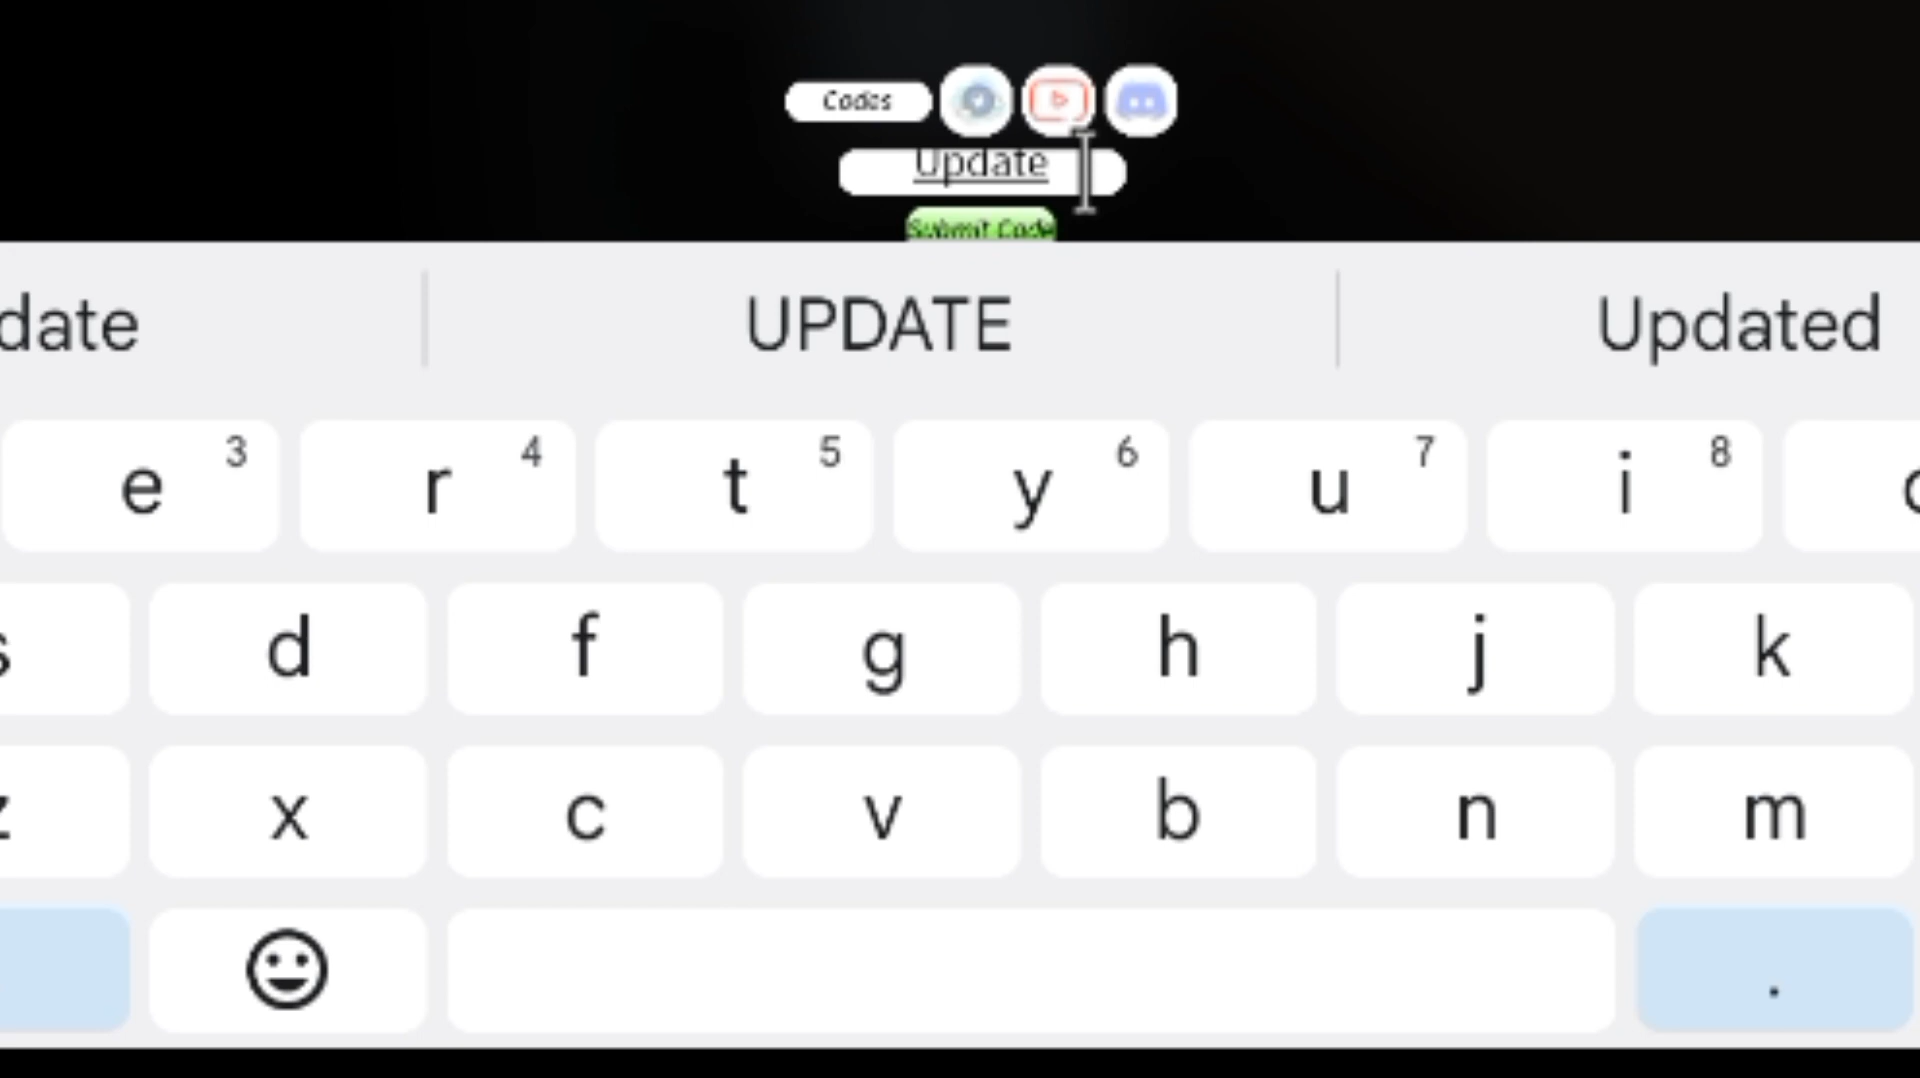 Codes
Update
Submit Code
date UPDATE Updated
e 3 r 4 t 5 y 6 u 7 i 8
s d f g h j k
z x c v b n m
.